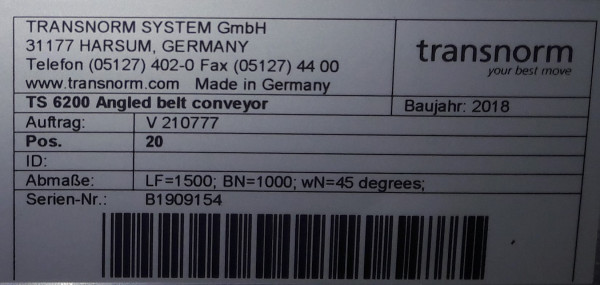 TRANSNORM SYSTEM GmbH
31177 HARSUM, GERMANY
Telefon (05127) 402-0 Fax (05127) 44 00
www.transnorm.com Made in Germany
transnorm
your best move
TS 6200 Angled belt conveyor
Baujahr: 2018
Auftrag: V 210777
Pos. 20
ID:
Abmaße: LF=1500; BN=1000; wN=45 degrees;
Serien-Nr.: B1909154